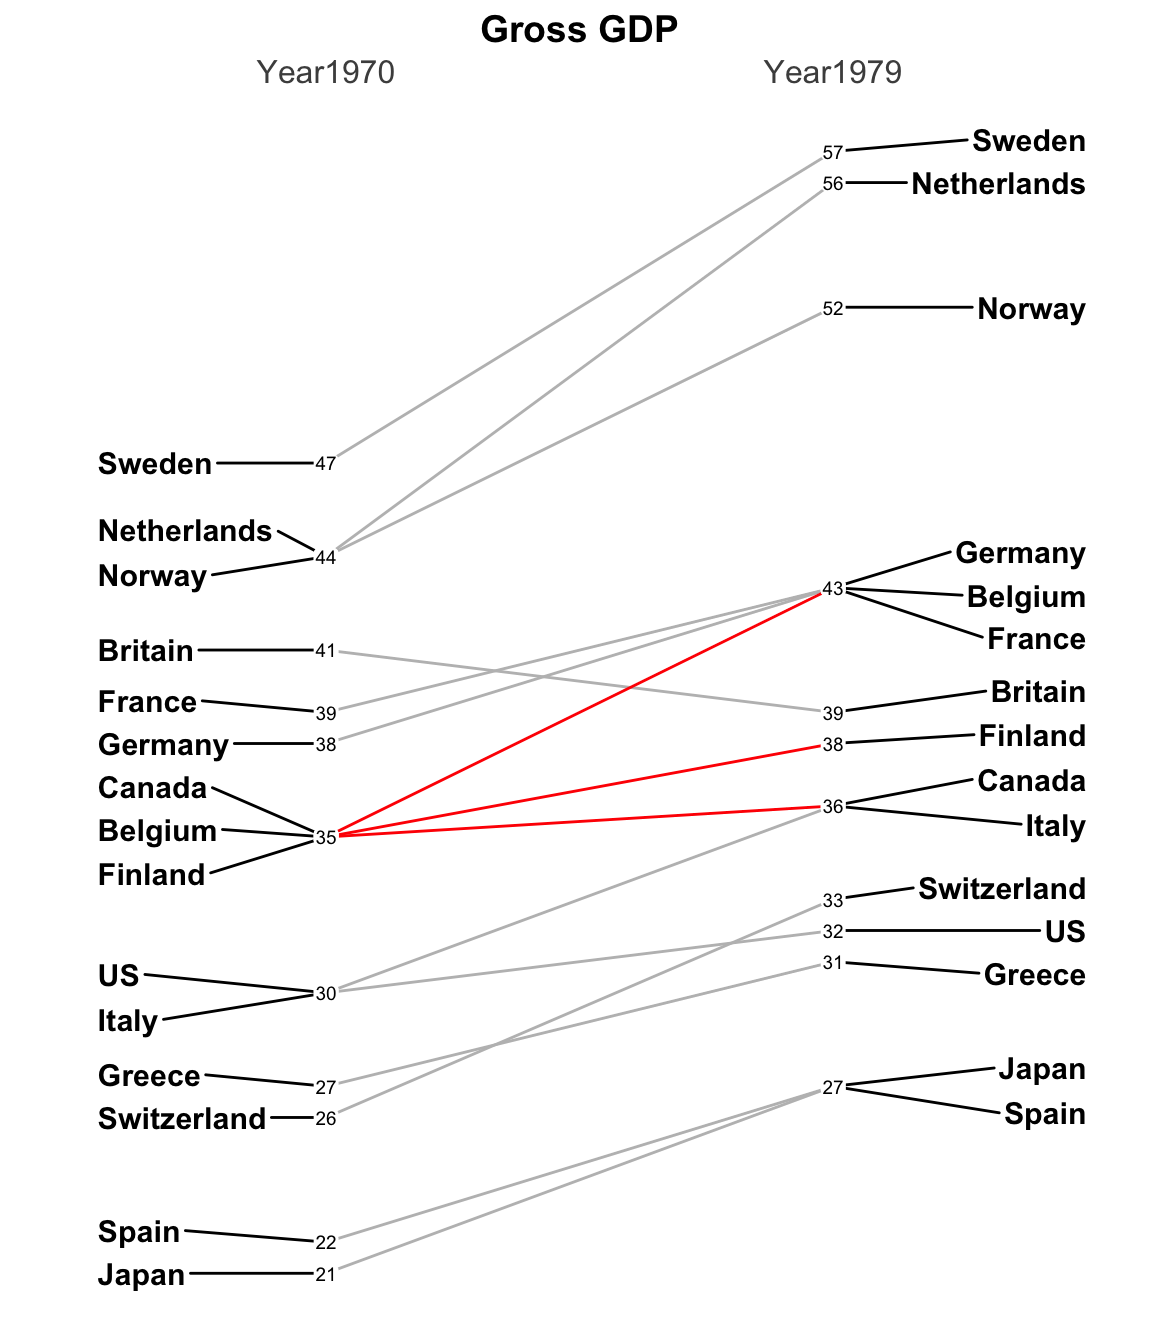 Gross GDP
Year1970 Year1979
57 Sweden
56 Netherlands
52 Norway
Sweden 47
Netherlands
44
Norway
Germany
43
Belgium
France
Britain 41
France 39
Germany 38
Britain
39
Finland
38
Canada
36
Italy
Canada
Belgium
35
Finland
Switzerland
33
32 US
31
Greece
US
30
Italy
Greece
27
Switzerland 26
Japan
27
Spain
Spain
22
Japan 21